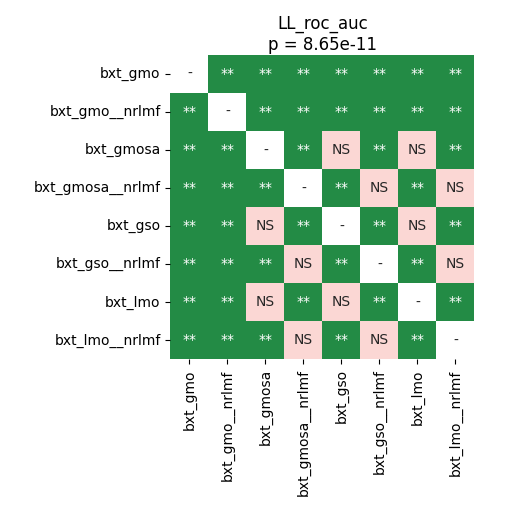 LL_roc_auc
p = 8.65e-11
bxt_gmo - ** ** ** ** ** ** **
bxt_gmo__nrlmf ** - ** ** ** ** ** **
bxt_gmosa ** ** - ** NS ** NS **
bxt_gmosa__nrlmf ** ** ** - ** NS ** NS
bxt_gso ** ** NS ** - ** NS **
bxt_gso__nrlmf ** ** ** NS ** - ** NS
bxt_lmo ** ** NS ** NS ** - **
bxt_lmo__nrlmf ** ** ** NS ** NS ** -
bxt_gmo
bxt_gmo__nrlmf
bxt_gmosa
bxt_gmosa__nrlmf
bxt_gso
bxt_gso__nrlmf
bxt_lmo
bxt_lmo__nrlmf